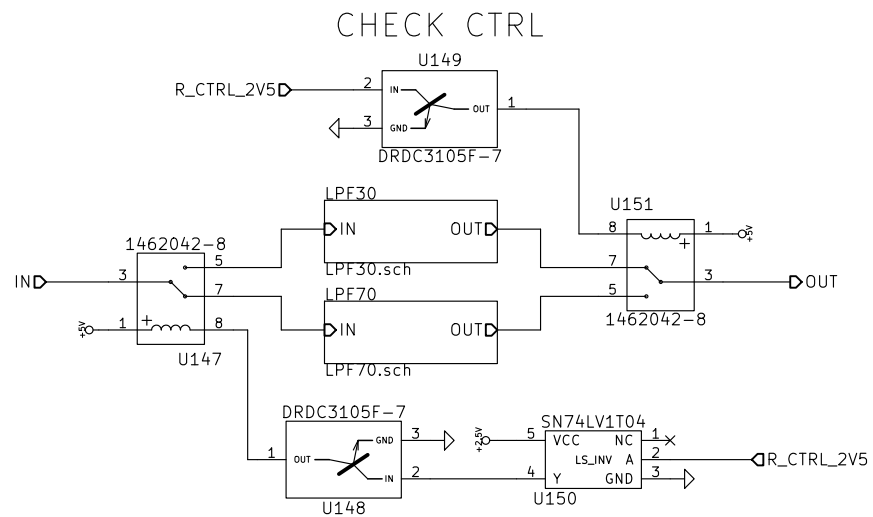 CHECK CTRL
U149
R_CTRL_2V5
2
IN
OUT
1
3
GND
DRDC3105F-7
LPF30
IN
OUT
LPF30.sch
U151
8
1
+5V
+
7
3
OUT
5
1462042-8
1462042-8
IN
3
5
7
+5V
1
+
8
U147
LPF70
IN
OUT
LPF70.sch
DRDC3105F-7
1
OUT
GND
3
IN
2
U148
SN74LV1T04
+2.5V
5
VCC
NC
1
LS_INV
A
2
R_CTRL_2V5
4
Y
GND
3
U150